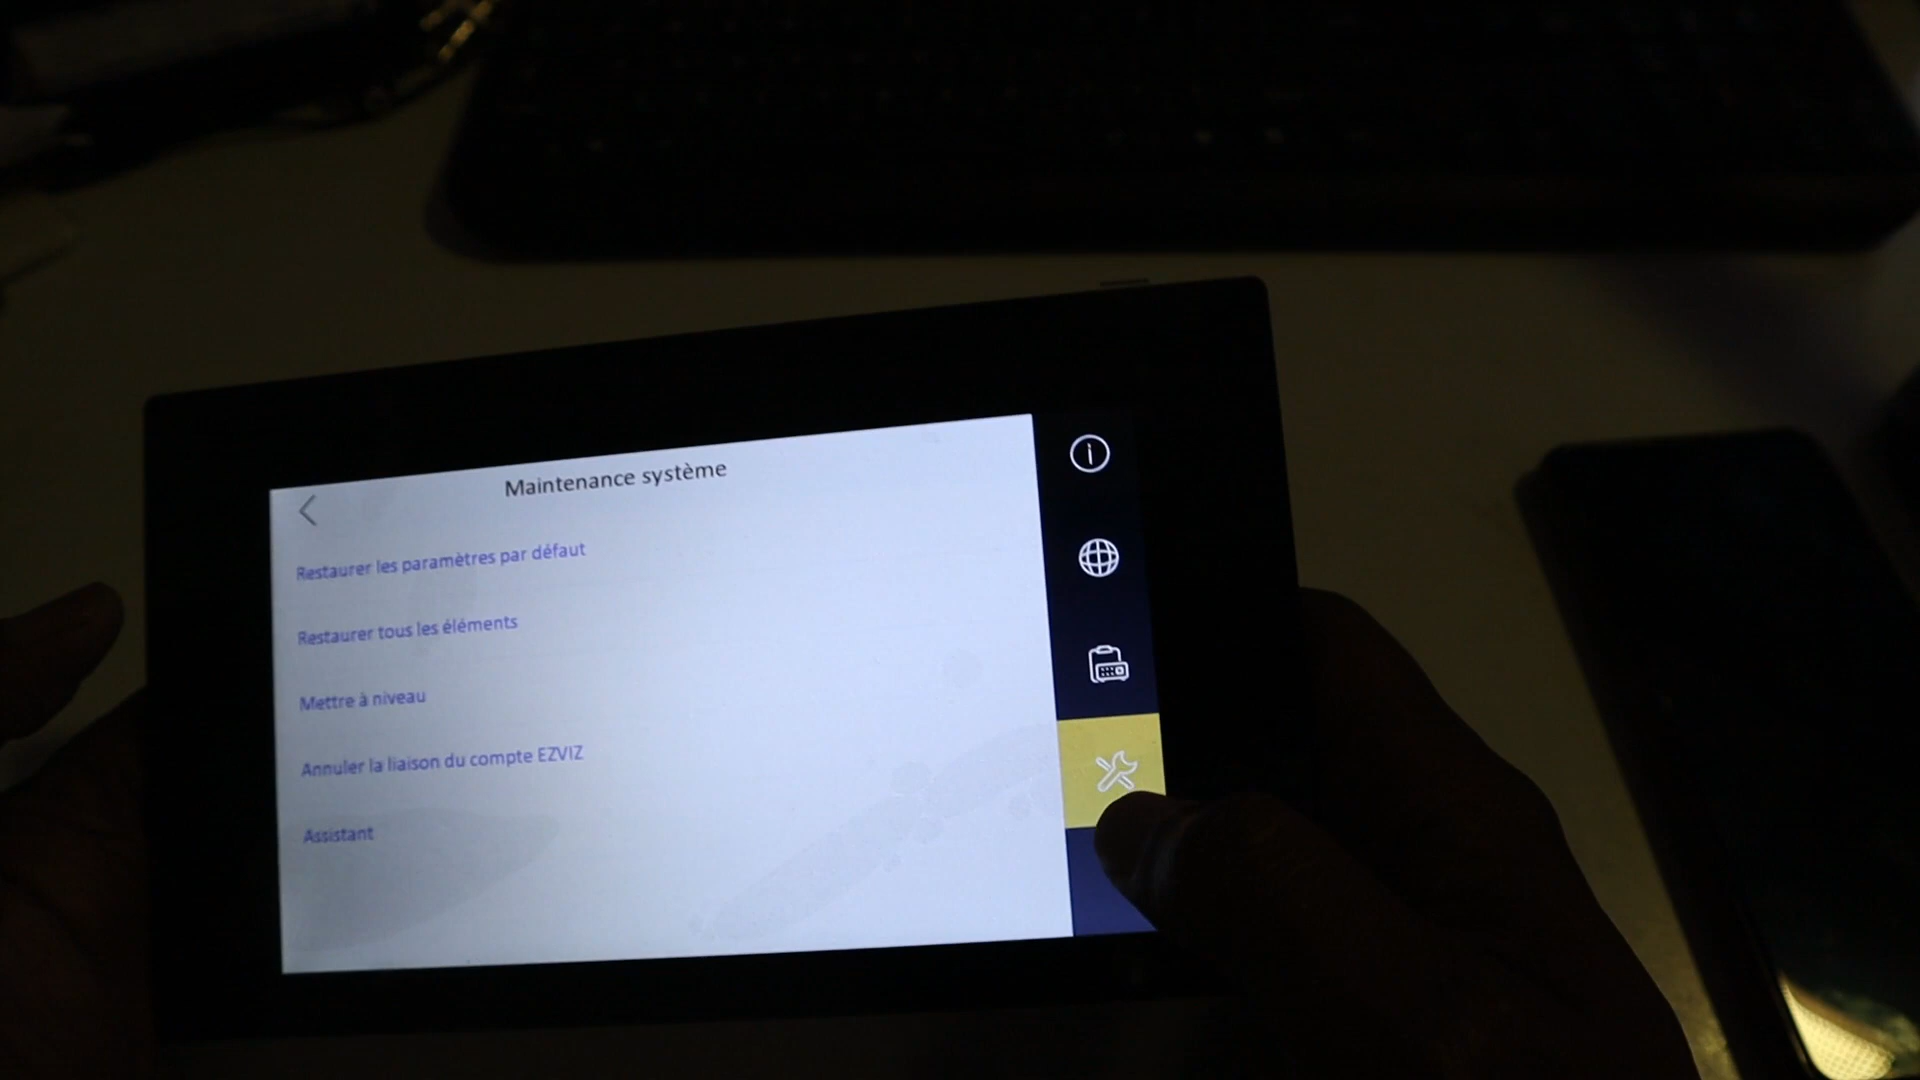 Maintenance système
Restaurer les paramètres par défaut
Restaurer tous les éléments
Mettre à niveau
Annuler la liaison du compte EZVIZ
Assistant